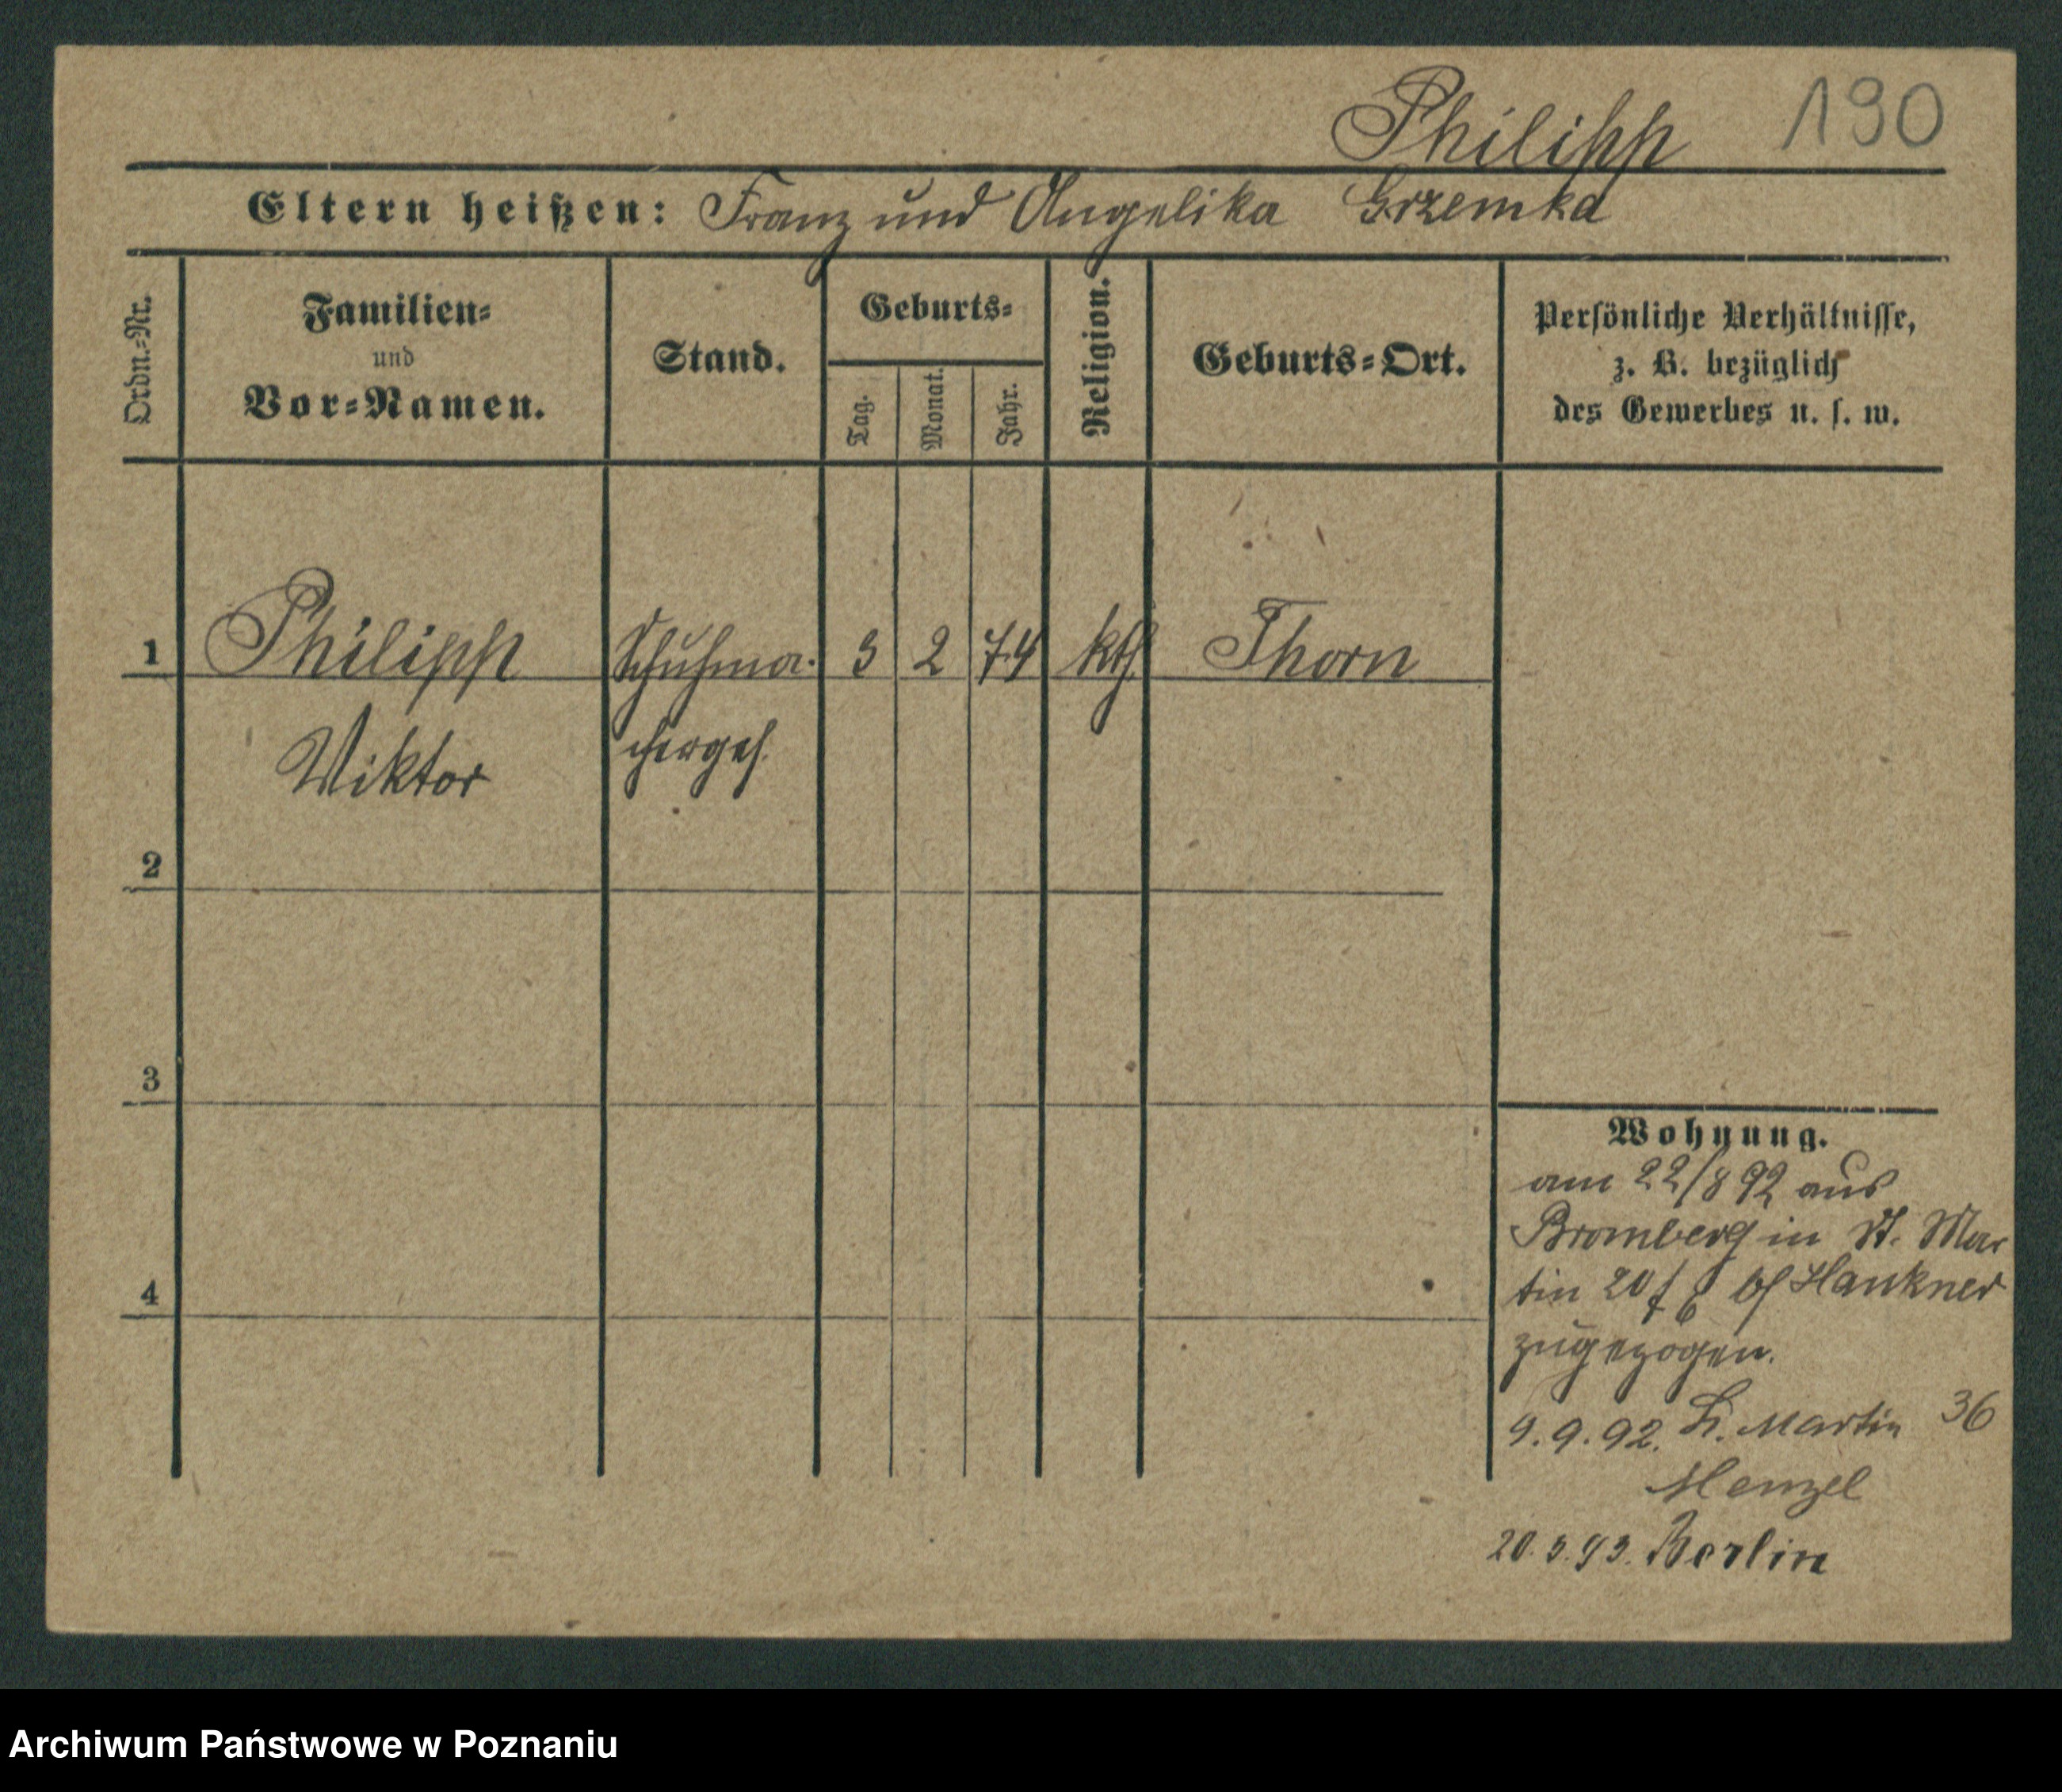 Philipp 190
Eltern heißen: Franz und Angelika Grzemka
Ordn.-Nr.
Familien-
und
Vor-Namen.
Stand.
Geburts-
Tag.
Monat.
Jahr.
Religion.
Geburts-Ort.
Persönliche Verhältnisse,
z. B. bezüglich
des Gewerbes u. s. w.
1 Philipp Schuhma- 3 2 74 kth. Thorn
Viktor cherges.
2
3
4
Wohnung.
am 22/8 92 aus
Bromberg in St. Mar
tin 20 b/ Hankner
zugezogen.
9.9.92. St. Martin 36
Menzel
20.3.93. Berlin
Archiwum Państwowe w Poznaniu